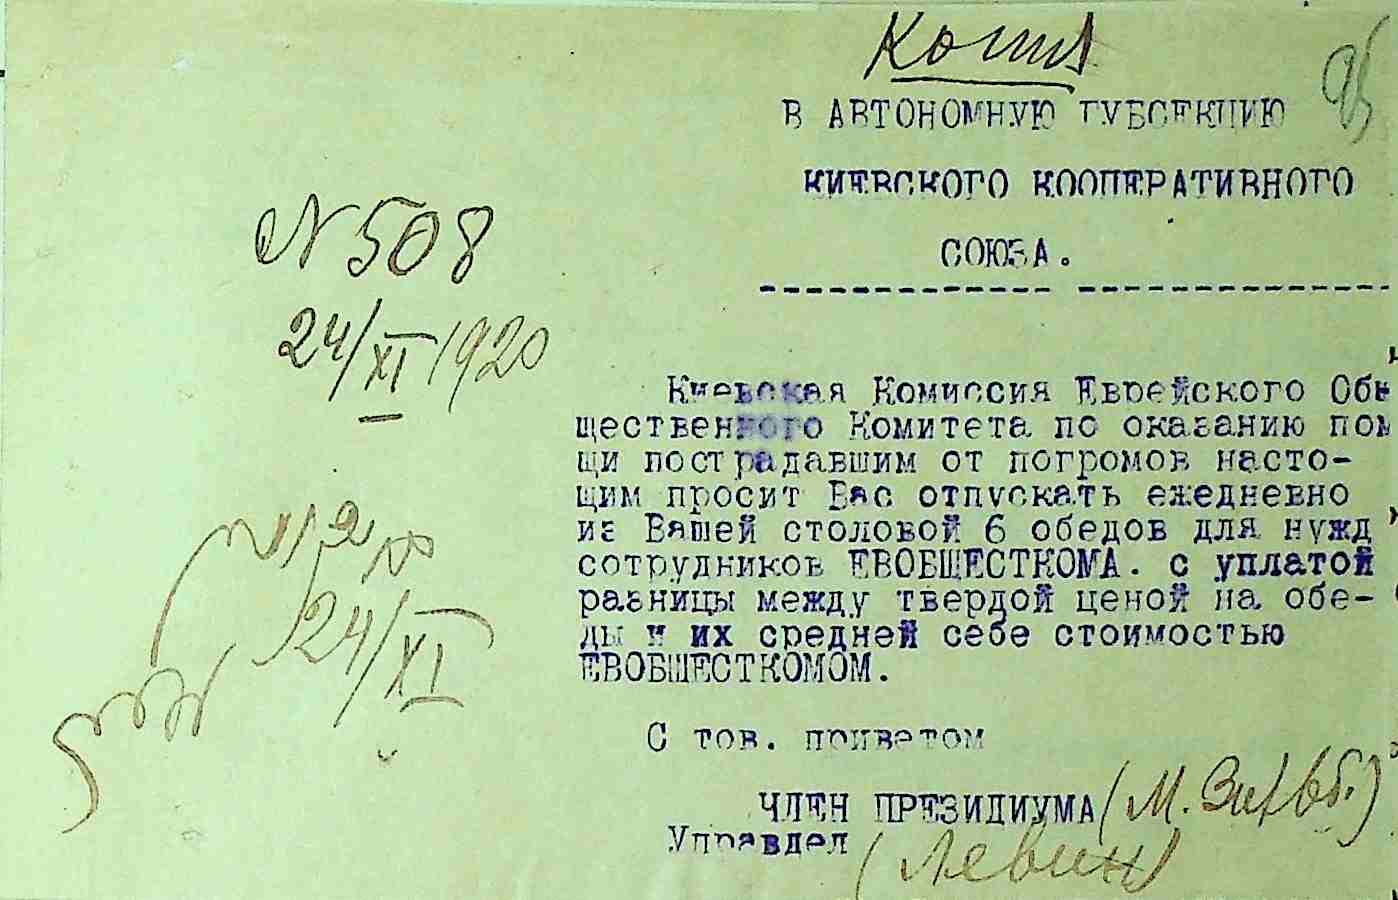 Копия
95
В АВТОНОМНУЮ ГУБСЕКЦИЮ
КИЕВСКОГО КООПЕРАТИВНОГО
СОЮЗА.
N 508
24/XI 1920
Киевская Комиссия Еврейского Об
щественного Комитета по оказанию пом
щи пострадавшим от погромов насто-
щим просит Вас отпускать ежедневно
из Вашей столовой 6 обедов для нужд
сотрудников ЕВОБЩЕСТКОМА. с уплатой
разницы между твердой ценой на обе-
ды и их средней себе стоимостью
ЕВОБЩЕСТКОМОМ.
24/XI
С тов. приветом
ЧЛЕН ПРЕЗИДИУМА (М.
Управдел (Левин)